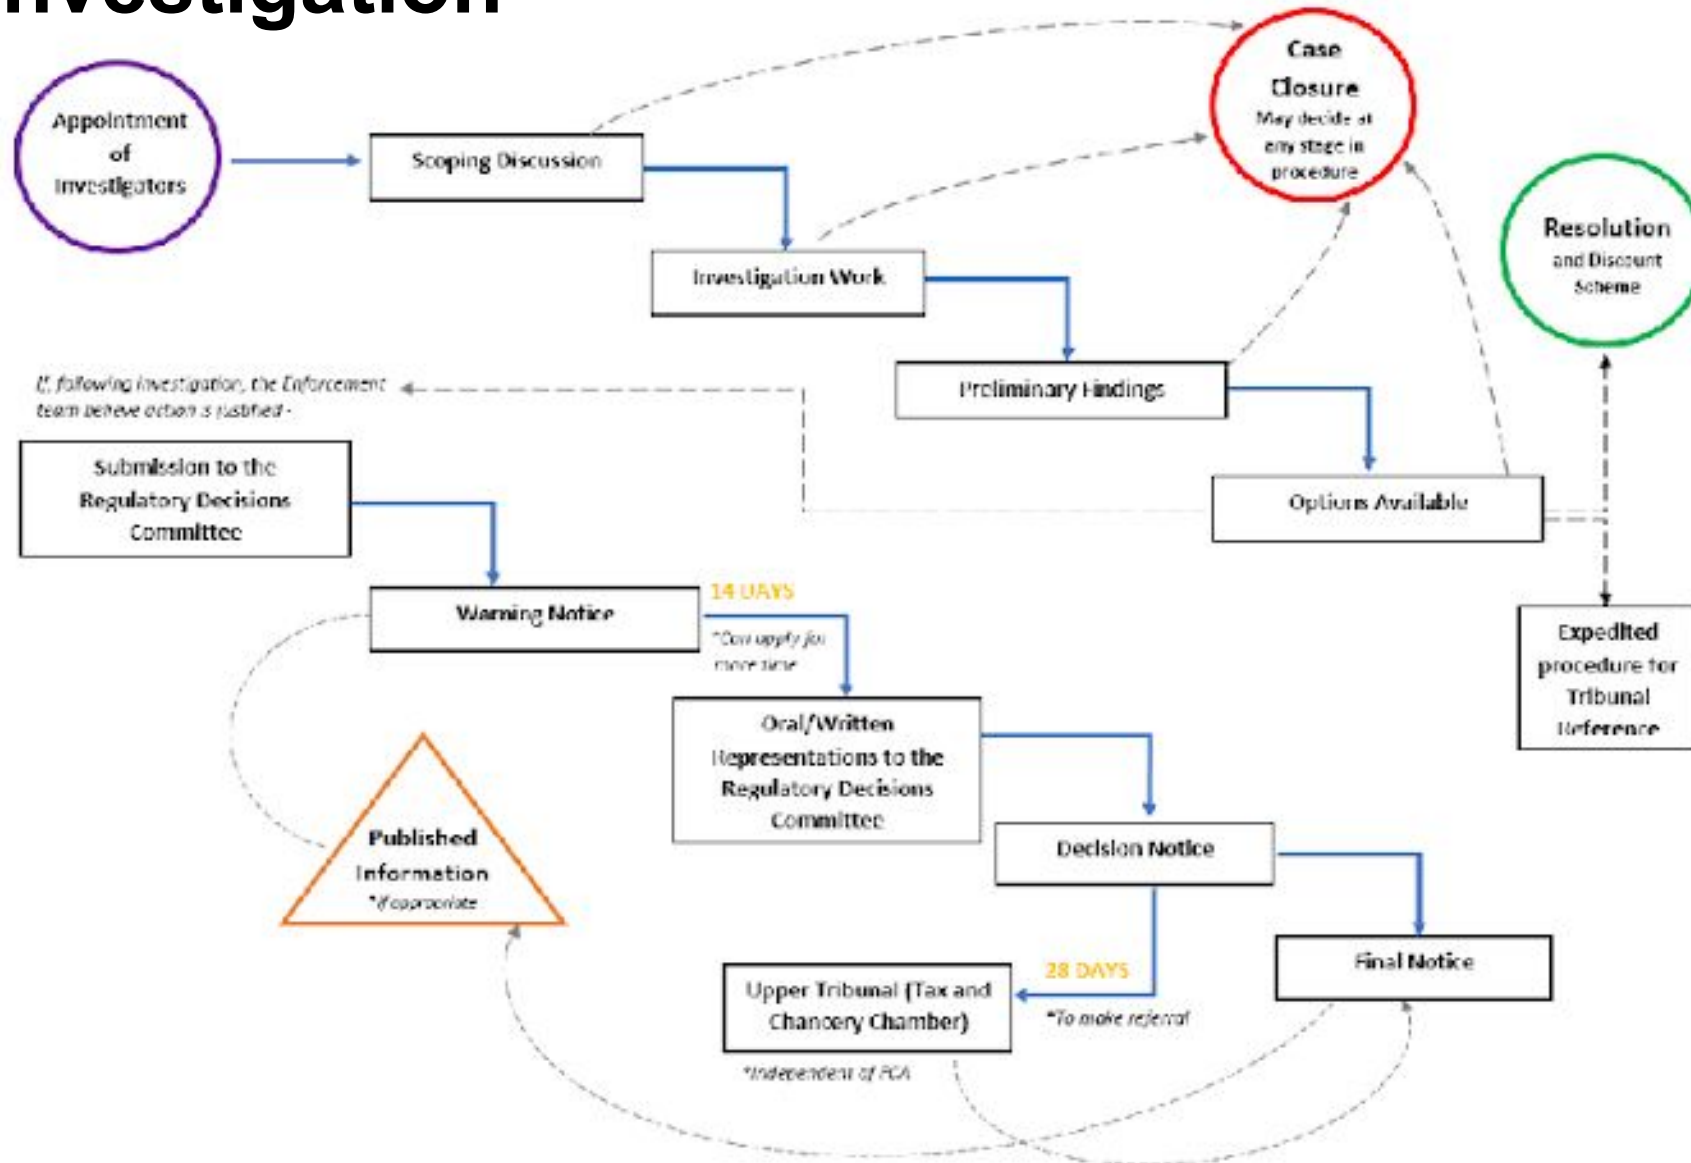 nvestigation
Appointment
of
Investigators
Scoping Discussion
Case
Closure
May decide at
any stage in
procedure
Resolution
and Discount
Scheme
Investigation Work
Preliminary Findings
If, following investigation, the Enforcement
team believe action is justified -
Submission to the
Regulatory Decisions
Committee
Options Available
Warning Notice
14 DAYS
*Can apply for
more time
Expedited
procedure for
Tribunal
Reference
Oral/Written
Representations to the
Regulatory Decisions
Committee
Published
Information
*If appropriate
Decision Notice
Final Notice
28 DAYS
*To make referral
Upper Tribunal (Tax and
Chancery Chamber)
*Independent of FCA